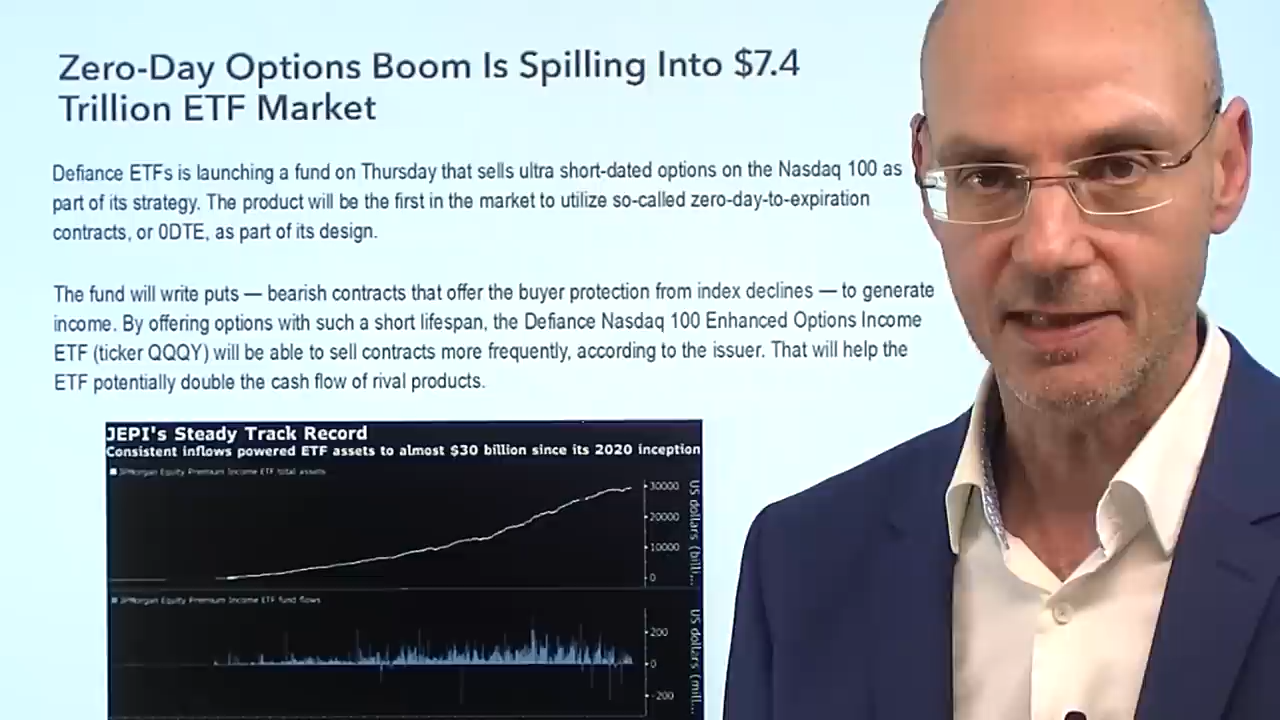 Zero-Day Options Boom Is Spilling Into $7.4
Trillion ETF Market
Defiance ETFs is launching a fund on Thursday that sells ultra short-dated options on the Nasdaq 100 as
part of its strategy. The product will be the first in the market to utilize so-called zero-day-to-expiration
contracts, or 0DTE, as part of its design.
The fund will write puts — bearish contracts that offer the buyer protection from index declines — to generate
income. By offering options with such a short lifespan, the Defiance Nasdaq 100 Enhanced Options Income
ETF (ticker QQQY) will be able to sell contracts more frequently, according to the issuer. That will help the
ETF potentially double the cash flow of rival products.
JEPI's Steady Track Record
Consistent inflows powered ETF assets to almost $30 billion since its 2020 inception
JPMorgan Equity Premium Income ETF total assets
30000
20000
10000
0
US dollars (bill...
JPMorgan Equity Premium Income ETF fund flows
200
0
-200
US dollars (mill...